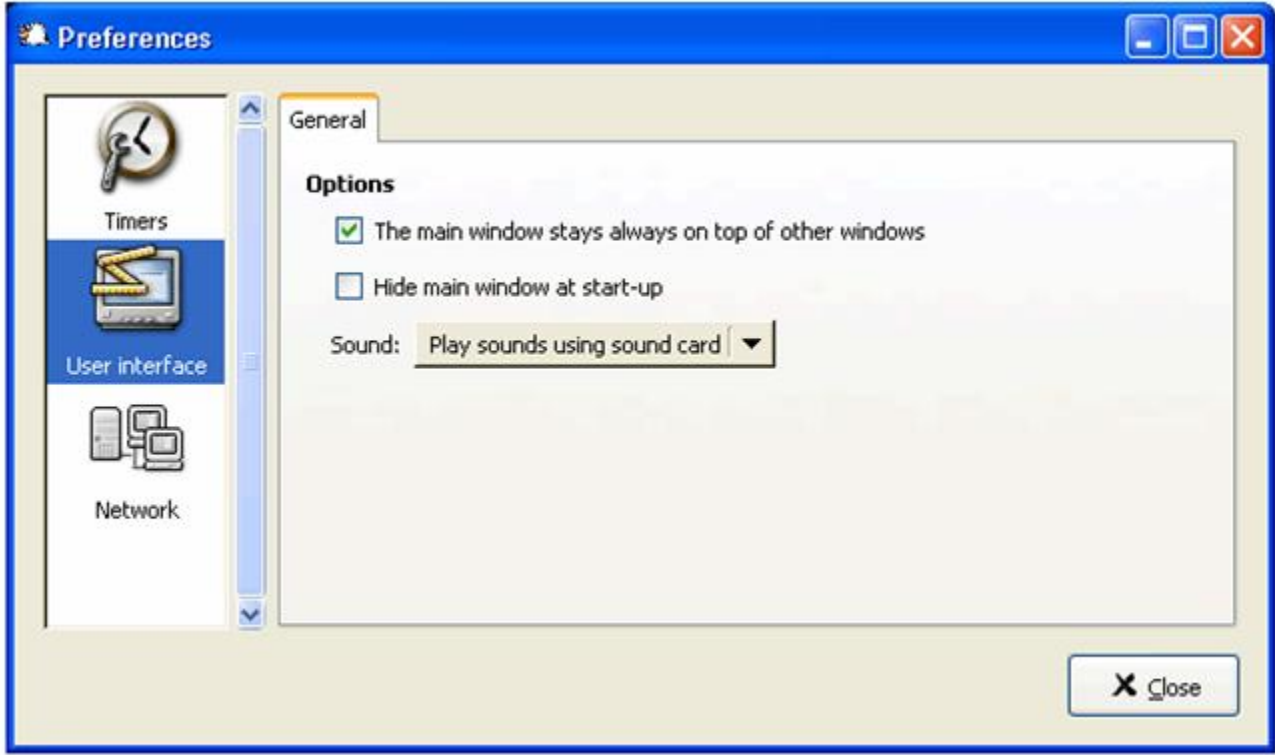 Preferences
Timers
User interface
Network
General
Options
The main window stays always on top of other windows
Hide main window at start-up
Sound: Play sounds using sound card
Close